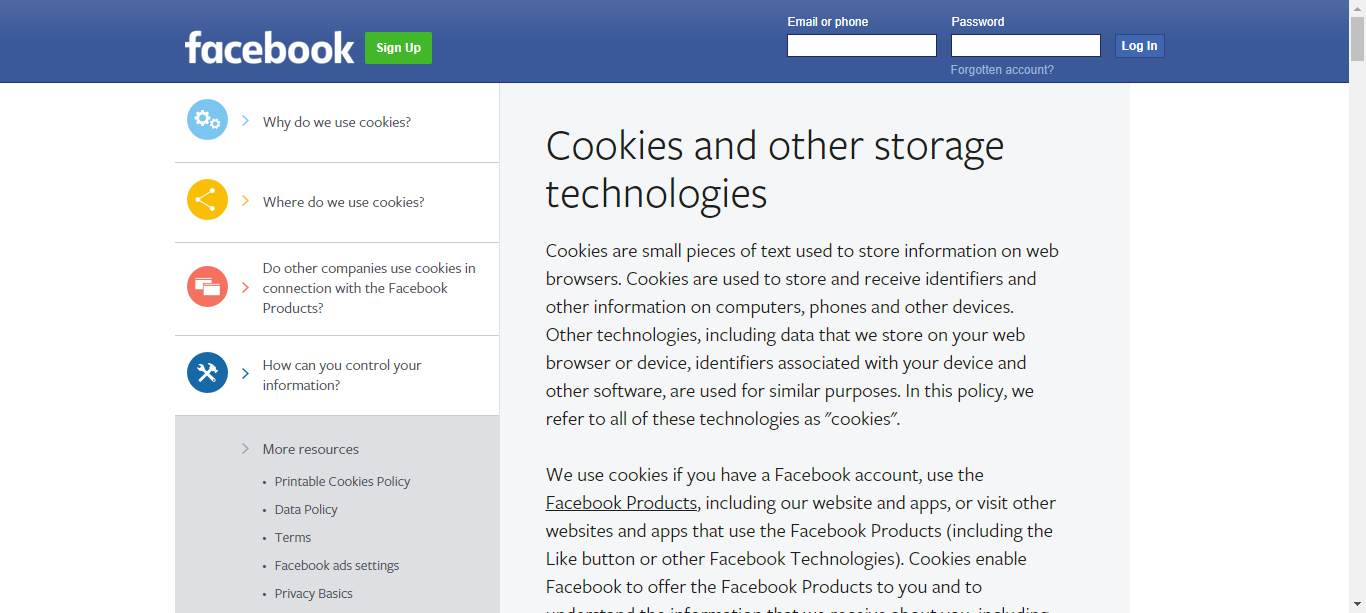 facebook
Sign Up
Email or phone
Password
Log In
Forgotten account?
Why do we use cookies?
Where do we use cookies?
Do other companies use cookies in
connection with the Facebook
Products?
How can you control your
information?
More resources
• Printable Cookies Policy
• Data Policy
• Terms
• Facebook ads settings
• Privacy Basics
Cookies and other storage
technologies
Cookies are small pieces of text used to store information on web
browsers. Cookies are used to store and receive identifiers and
other information on computers, phones and other devices.
Other technologies, including data that we store on your web
browser or device, identifiers associated with your device and
other software, are used for similar purposes. In this policy, we
refer to all of these technologies as "cookies".
We use cookies if you have a Facebook account, use the
Facebook Products, including our website and apps, or visit other
websites and apps that use the Facebook Products (including the
Like button or other Facebook Technologies). Cookies enable
Facebook to offer the Facebook Products to you and to
understand the information that we receive about you, including